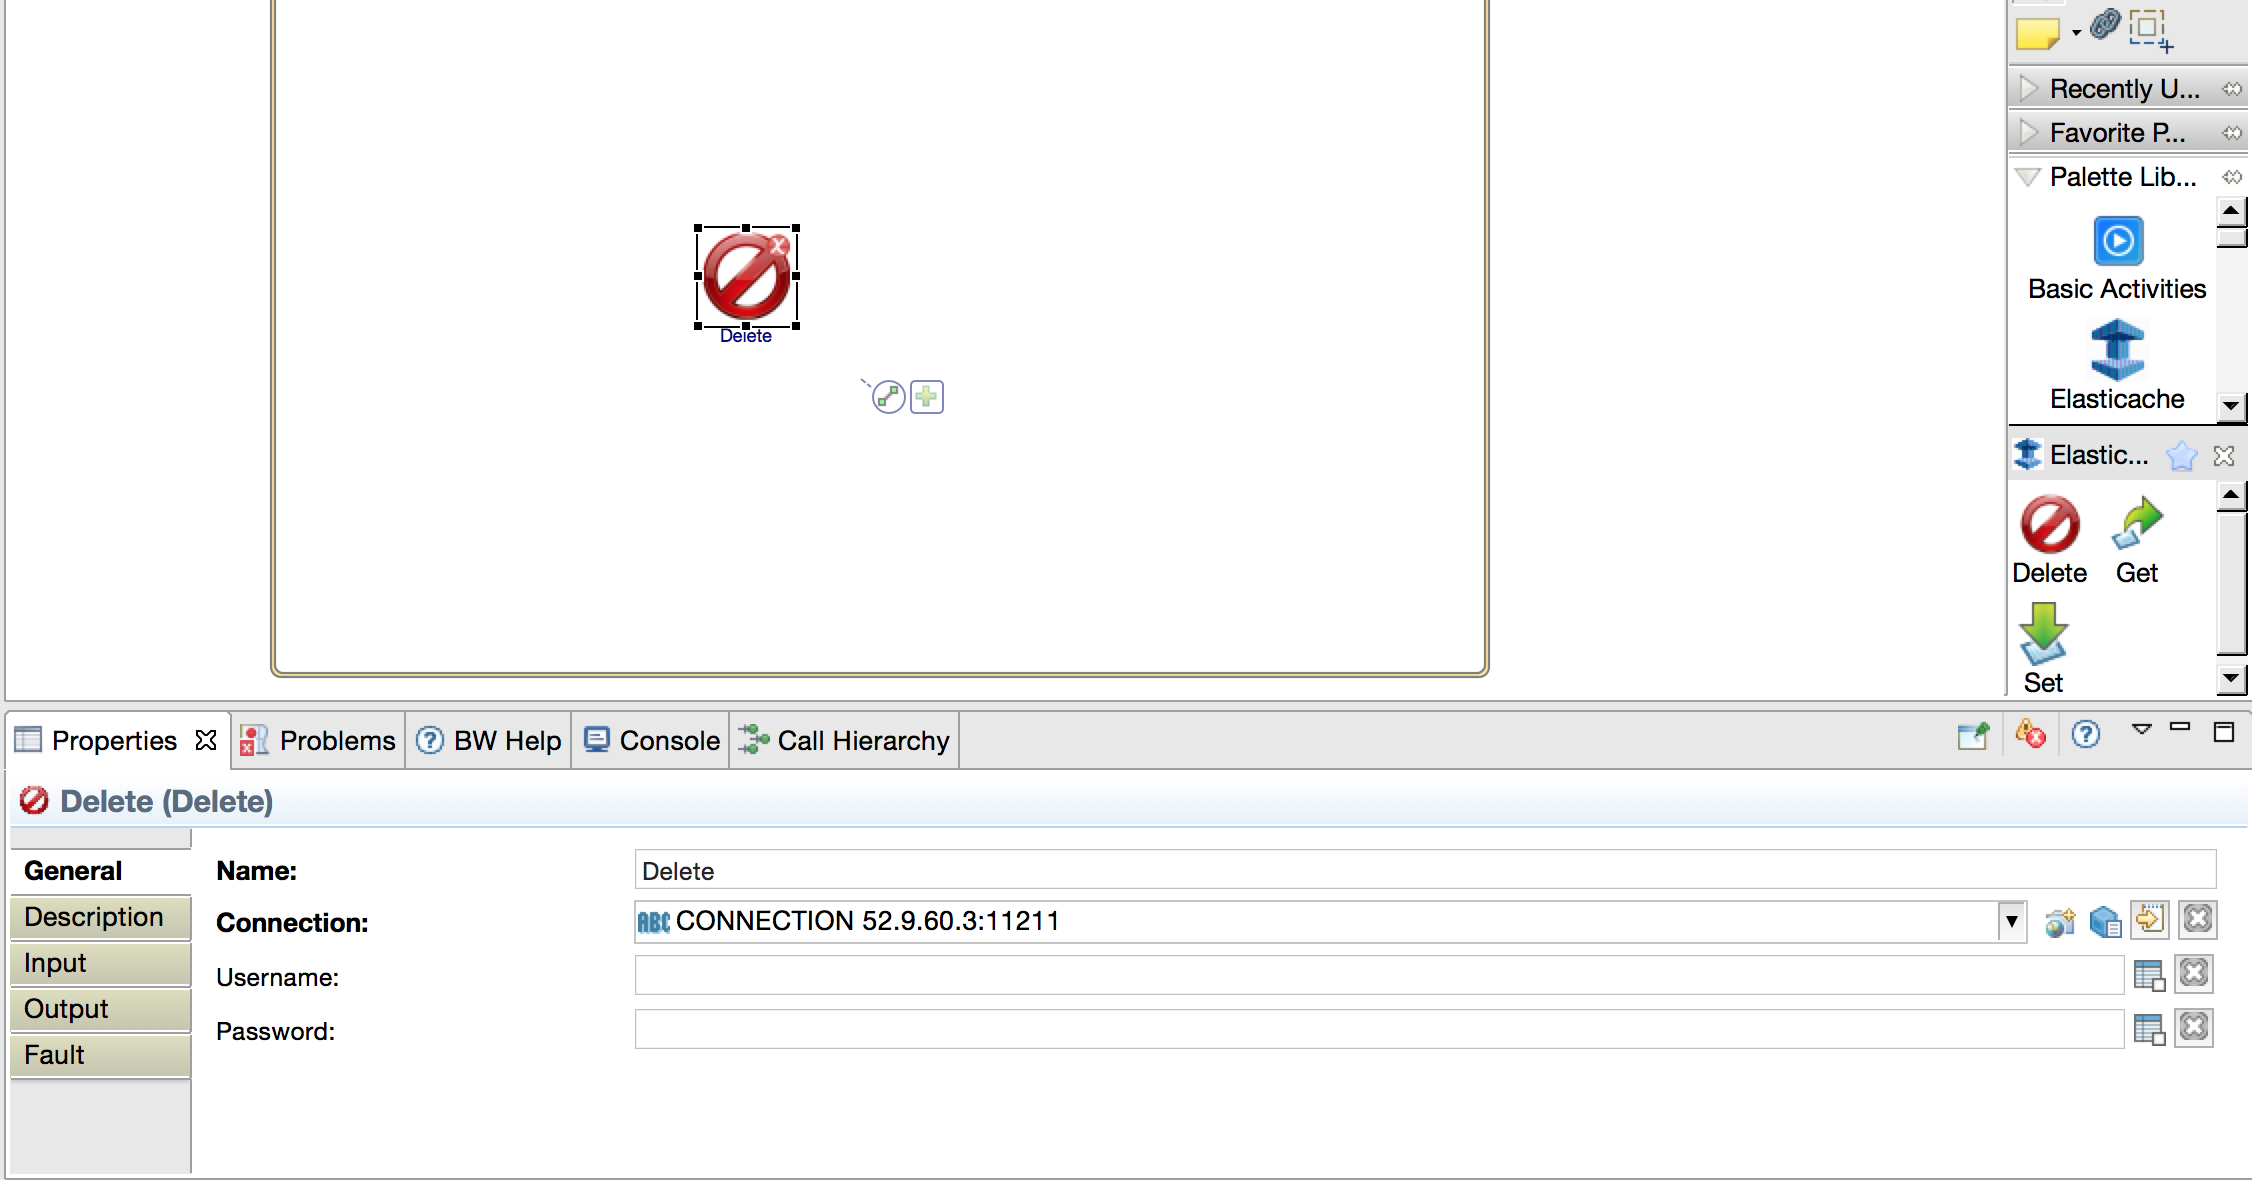 Recently U...
Favorite P...
Palette Lib...
Basic Activities
Elasticache
Elastic...
Delete Get
Set
Delete
Properties Problems BW Help Console Call Hierarchy
Delete (Delete)
General
Description
Input
Output
Fault
Name: Delete
Connection: ABC CONNECTION 52.9.60.3:11211
Username:
Password: